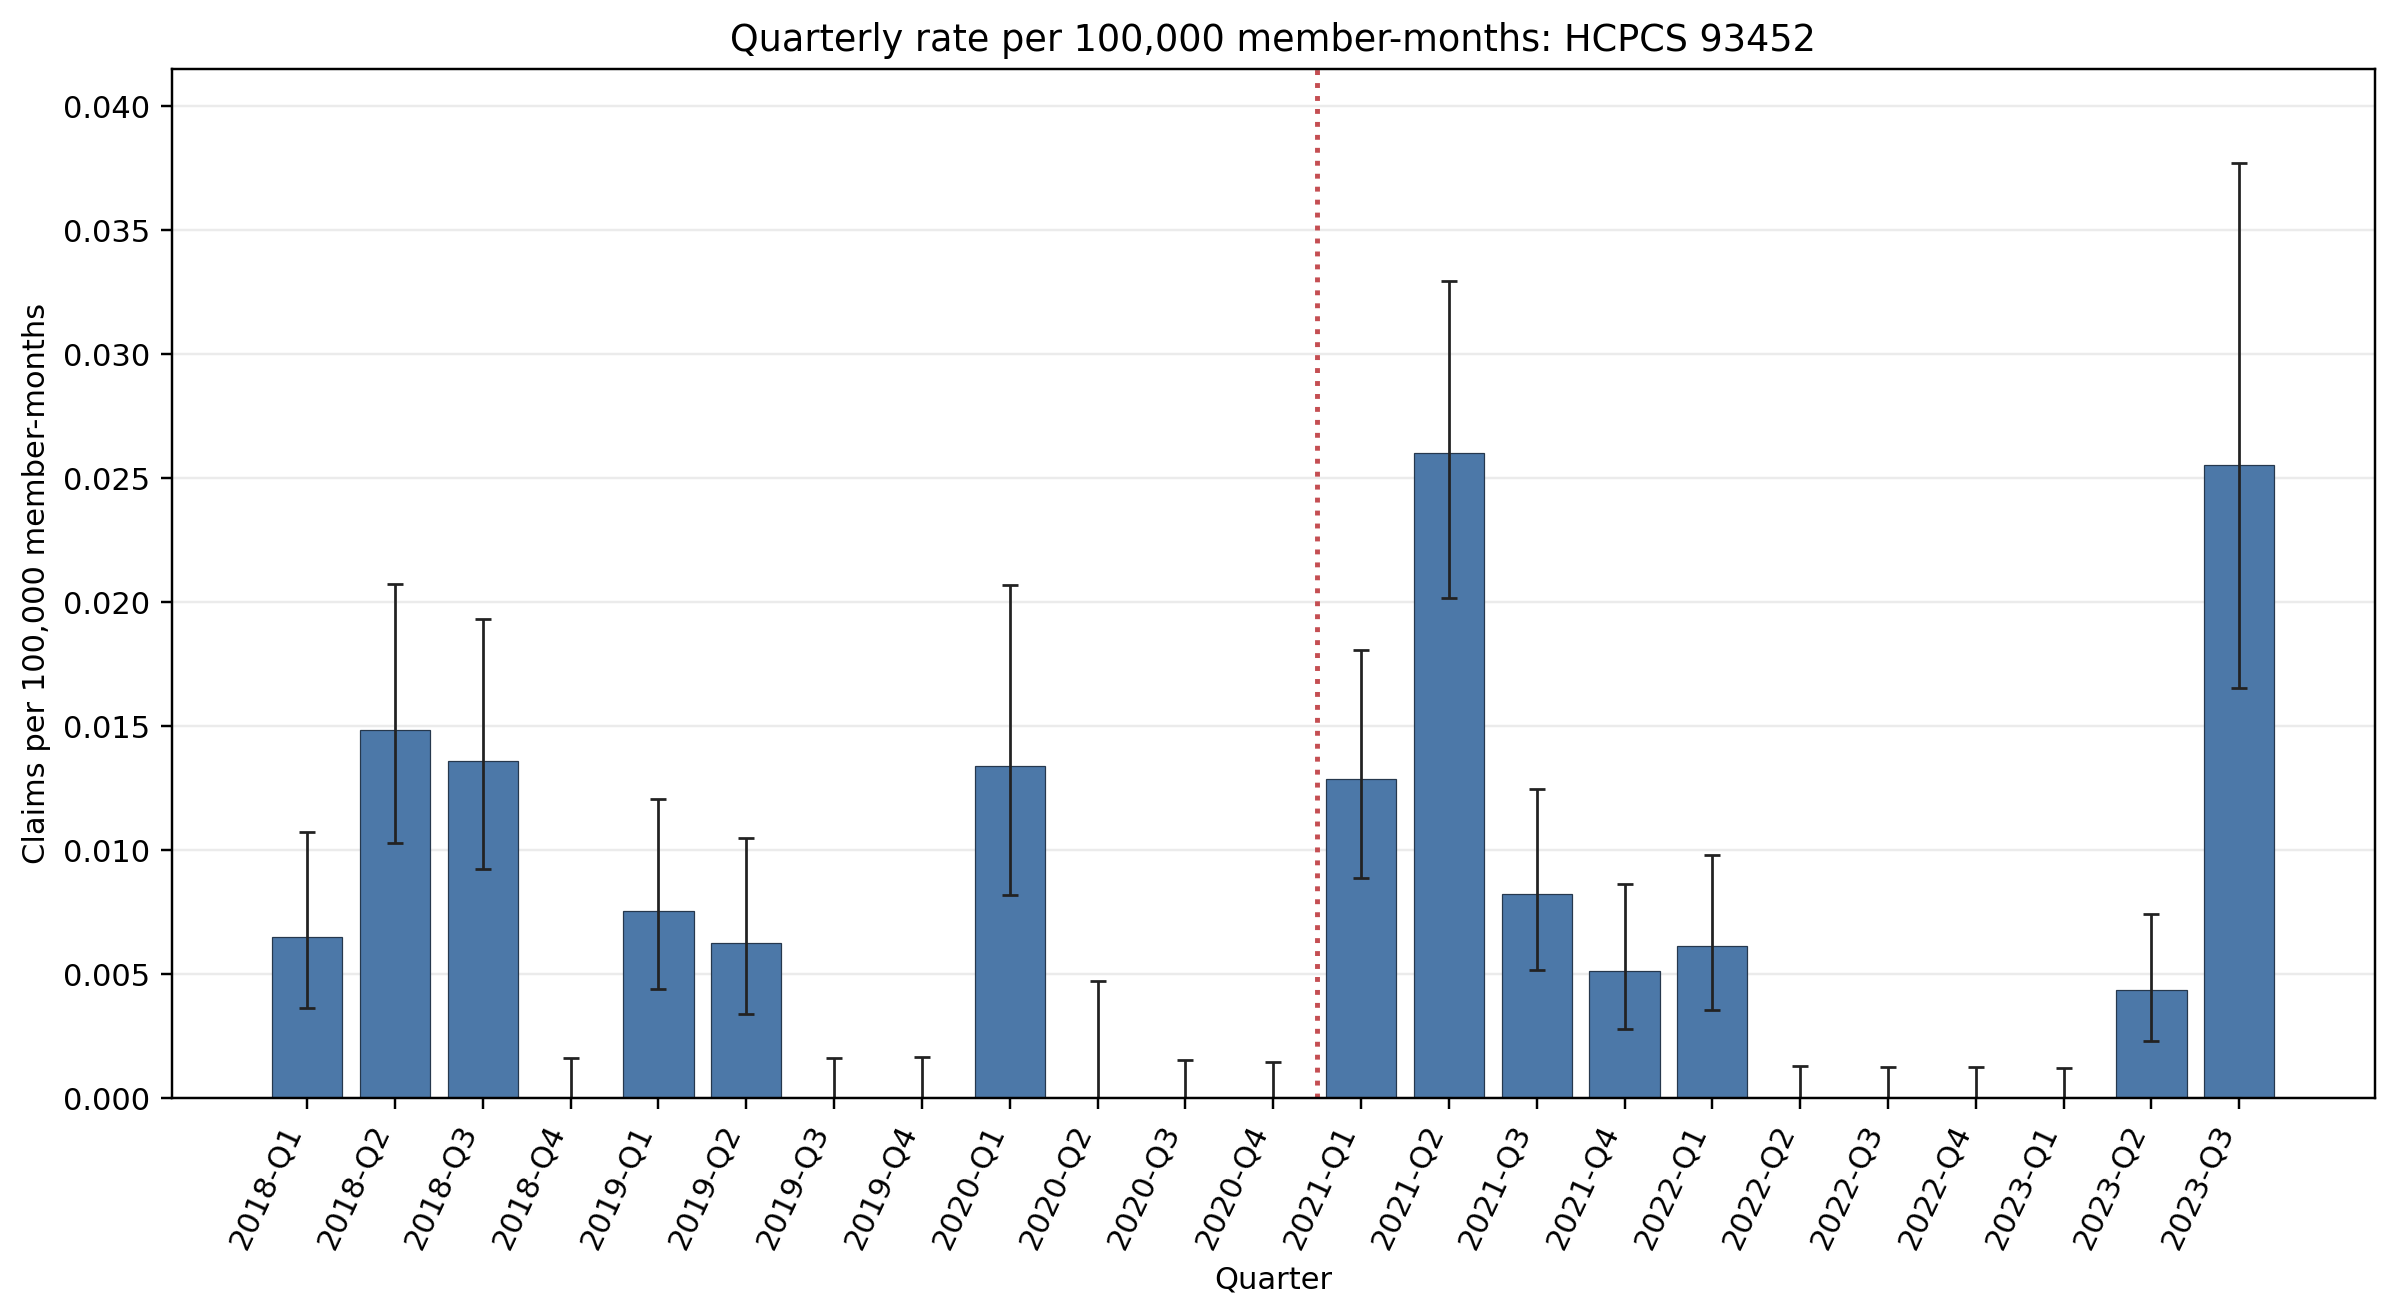 Quarterly rate per 100,000 member-months: HCPCS 93452
Claims per 100,000 member-months
0.040
0.035
0.030
0.025
0.020
0.015
0.010
0.005
0.000
2018-Q1
2018-Q2
2018-Q3
2018-Q4
2019-Q1
2019-Q2
2019-Q3
2019-Q4
2020-Q1
2020-Q2
2020-Q3
2020-Q4
2021-Q1
2021-Q2
2021-Q3
2021-Q4
2022-Q1
2022-Q2
2022-Q3
2022-Q4
2023-Q1
2023-Q2
2023-Q3
Quarter